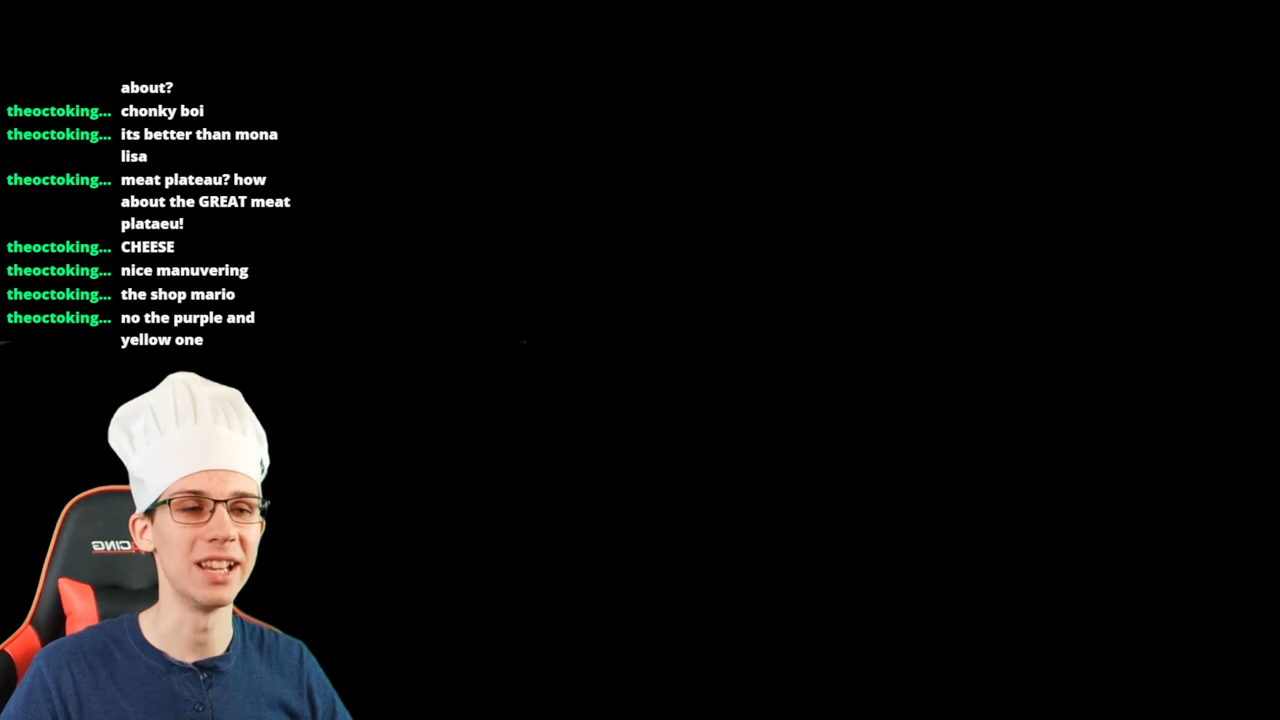 about?
theoctoking... chonky boi
theoctoking... its better than mona
lisa
theoctoking... meat plateau? how
about the GREAT meat
plataeu!
theoctoking... CHEESE
theoctoking... nice manuvering
theoctoking... the shop mario
theoctoking... no the purple and
yellow one